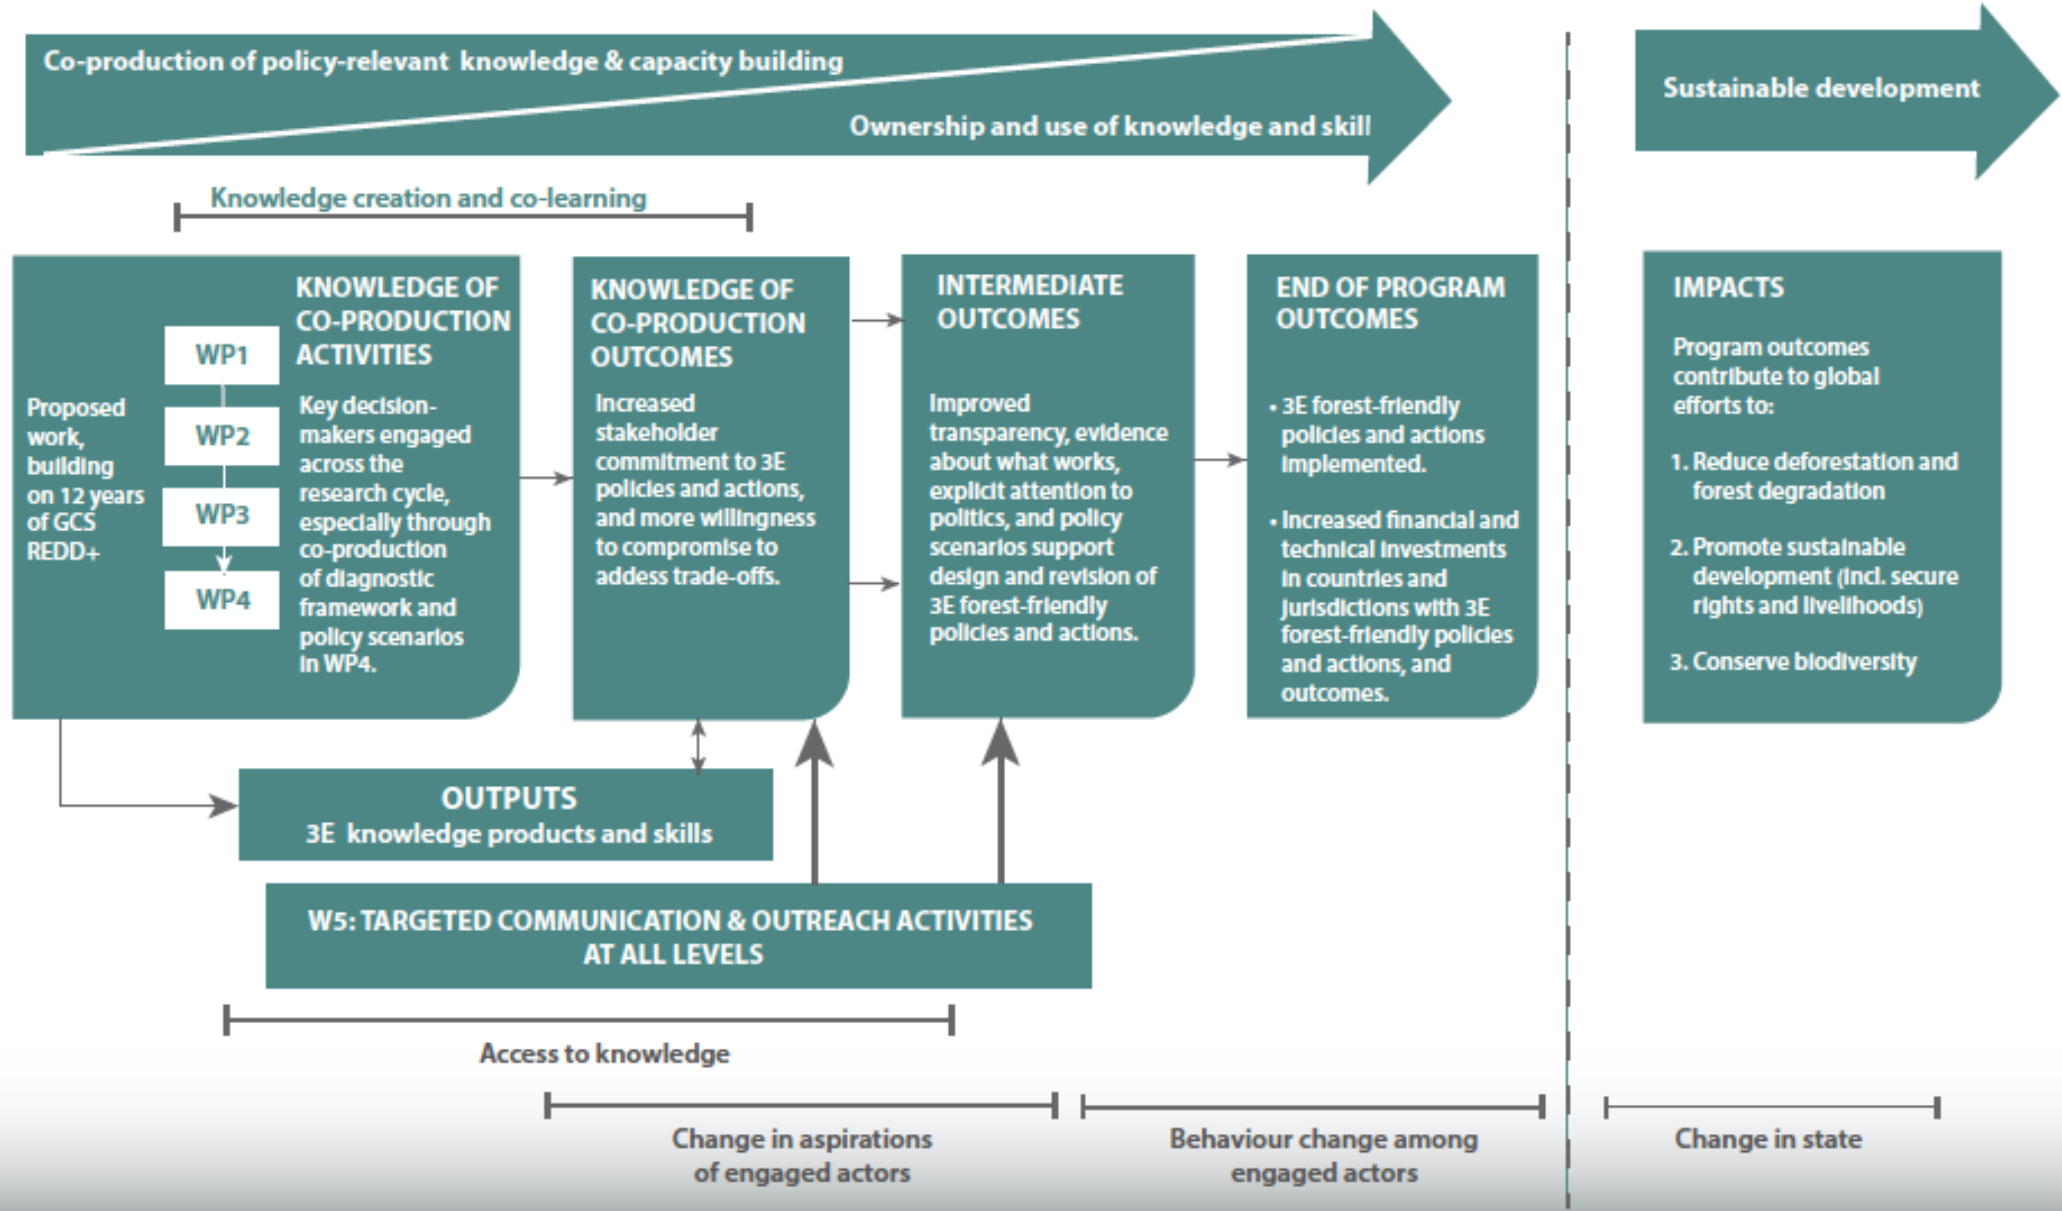 Co-production of policy-relevant knowledge & capacity building
Ownership and use of knowledge and skill
Sustainable development
Knowledge creation and co-learning
Proposed
work,
building
on 12 years
of GCS
REDD+
WP1
WP2
WP3
WP4
KNOWLEDGE OF
CO-PRODUCTION
ACTIVITIES
Key decision-
makers engaged
across the
research cycle,
especially through
co-production
of diagnostic
framework and
policy scenarios
in WP4.
KNOWLEDGE OF
CO-PRODUCTION
OUTCOMES
Increased
stakeholder
commitment to 3E
policies and actions,
and more willingness
to compromise to
addess trade-offs.
INTERMEDIATE
OUTCOMES
Improved
transparency, evidence
about what works,
explicit attention to
politics, and policy
scenarios support
design and revision of
3E forest-friendly
policies and actions.
END OF PROGRAM
OUTCOMES
• 3E forest-friendly
policies and actions
implemented.
• Increased financial and
technical investments
in countries and
jurisdictions with 3E
forest-friendly policies
and actions, and
outcomes.
IMPACTS
Program outcomes
contribute to global
efforts to:
1. Reduce deforestation and
forest degradation
2. Promote sustainable
development (incl. secure
rights and livelihoods)
3. Conserve biodiversity
OUTPUTS
3E knowledge products and skills
W5: TARGETED COMMUNICATION & OUTREACH ACTIVITIES
AT ALL LEVELS
Access to knowledge
Change in aspirations
of engaged actors
Behaviour change among
engaged actors
Change in state